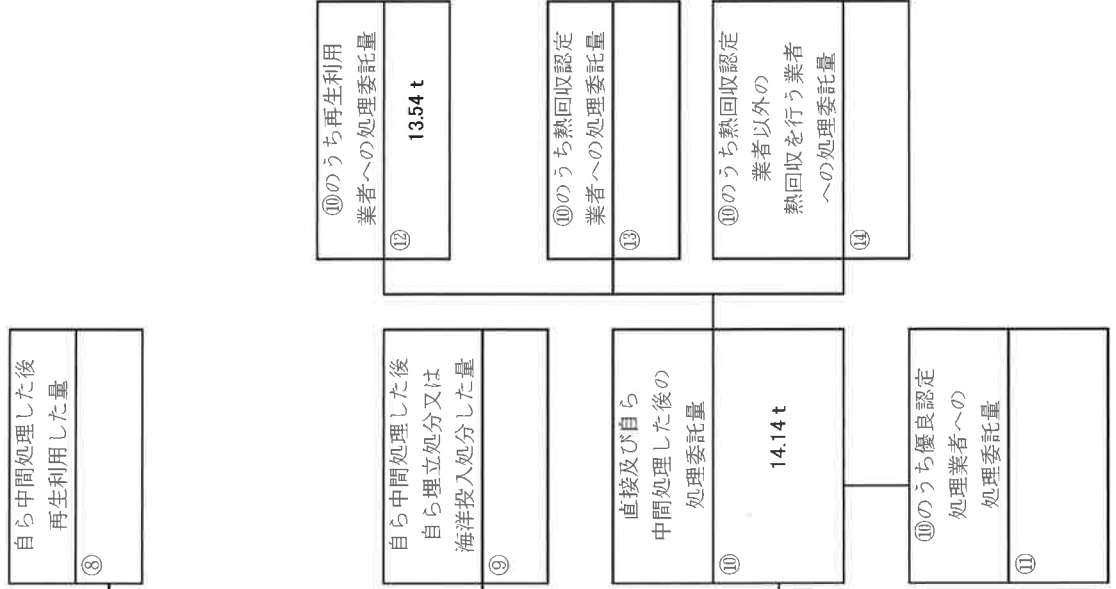 自ら中間処理した後
再生利用した量
⑧
自ら中間処理した後
自ら埋立処分又は
海洋投入処分した量
⑨
直接及び自ら
中間処理した後の
処理委託量
⑩
14.14 t
⑩のうち優良認定
処理業者への
処理委託量
⑪
⑩のうち再生利用
業者への処理委託量
⑫
13.54 t
⑩のうち熱回収認定
業者への処理委託量
⑬
⑩のうち熱回収認定
業者以外の
熱回収を行う業者
への処理委託量
⑭